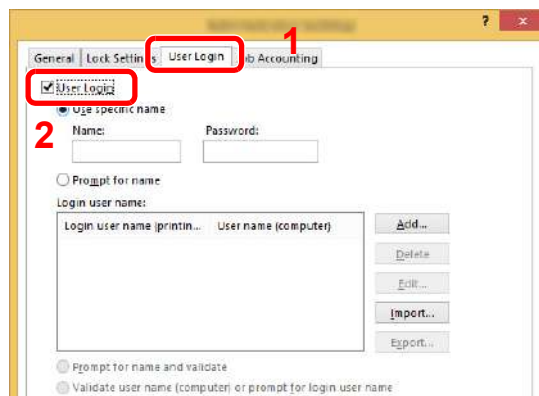 ? x
1
General Lock Settings User Login Job Accounting
User Login
Use specific name
2
Name: Password:
Prompt for name
Login user name:
Login user name (printin... User name (computer)
Add...
Delete
Edit...
Import...
Export...
Prompt for name and validate
Validate user name (computer) or prompt for login user name